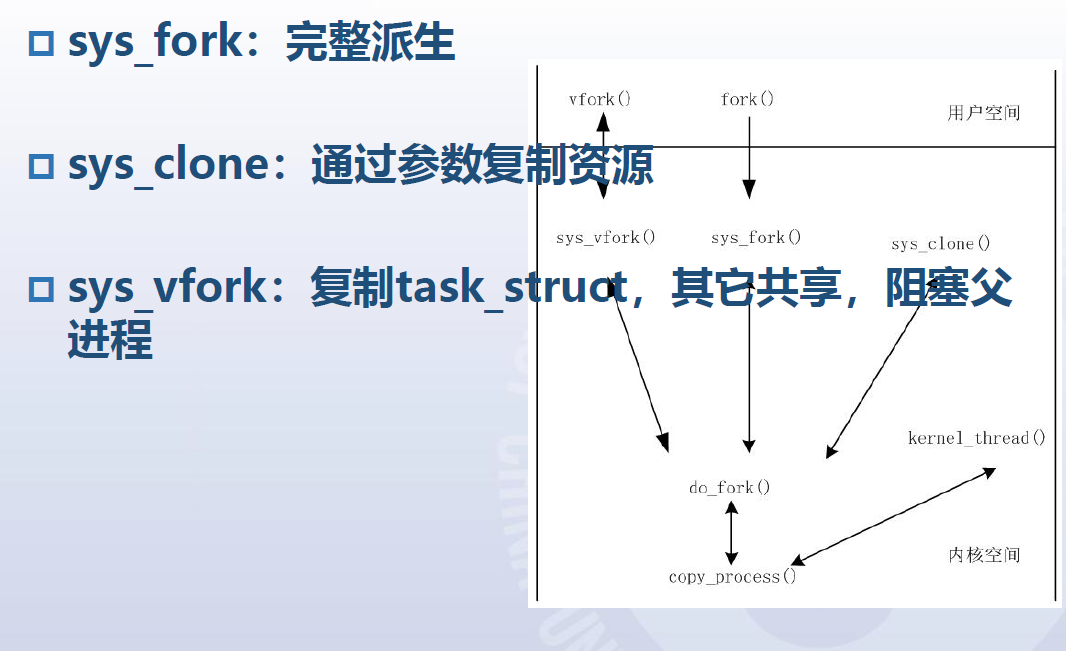 sys_fork：完整派生
sys_clone：通过参数复制资源
sys_vfork：复制task_struct，其它共享，阻塞父
进程
vfork()
fork()
用户空间
sys_vfork()
sys_fork()
sys_clone()
kernel_thread()
do_fork()
内核空间
copy_process()